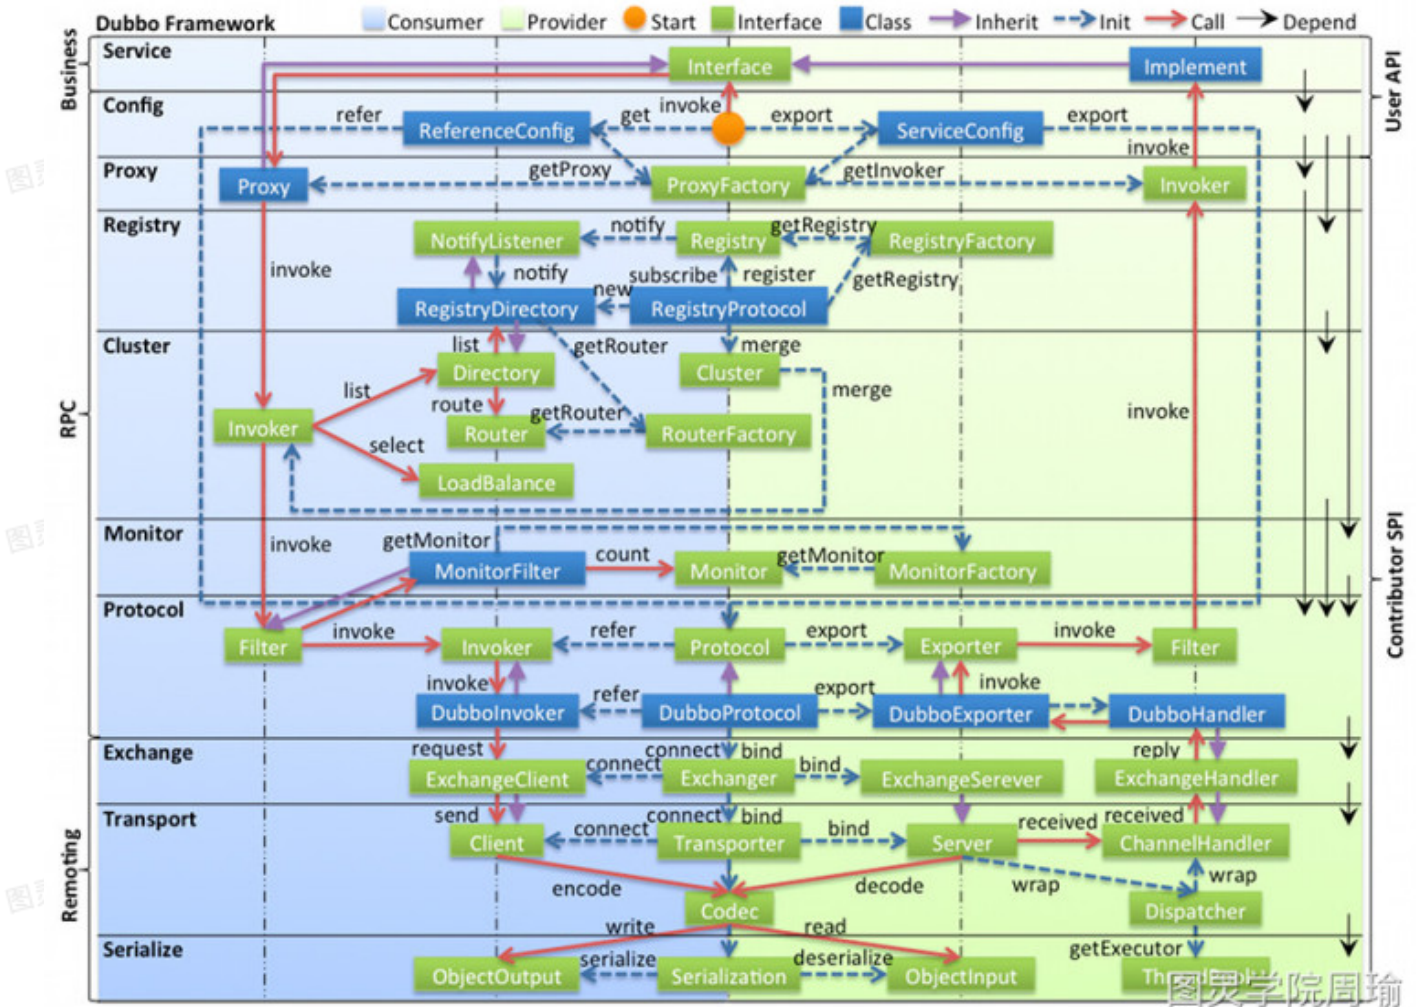 Dubbo Framework
Consumer
Provider
Start
Interface
Class
Inherit
Init
Call
Depend
Business
RPC
Remoting
User API
Contributor SPI
Service
Interface
Implement
Config
refer
ReferenceConfig
get
invoke
export
ServiceConfig
export
invoke
Proxy
Proxy
getProxy
ProxyFactory
getInvoker
Invoker
Registry
NotifyListener
notify
Registry
getRegistry
RegistryFactory
invoke
notify
subscribe
register
getRegistry
RegistryDirectory
new
RegistryProtocol
Cluster
list
getRouter
merge
Directory
Cluster
list
merge
route
getRouter
invoke
Invoker
Router
RouterFactory
select
LoadBalance
Monitor
invoke
getMonitor
count
getMonitor
MonitorFilter
Monitor
MonitorFactory
Protocol
Filter
invoke
Invoker
refer
Protocol
export
Exporter
invoke
Filter
invoke
refer
export
invoke
DubboInvoker
DubboProtocol
DubboExporter
DubboHandler
Exchange
request
connect
bind
reply
ExchangeClient
connect
Exchanger
bind
ExchangeSerever
ExchangeHandler
Transport
send
connect
bind
received
received
Client
connect
Transporter
bind
Server
ChannelHandler
encode
decode
wrap
wrap
Codec
Dispatcher
write
read
Serialize
getExecutor
ObjectOutput
serialize
Serialization
deserialize
ObjectInput
图灵学院周瑜